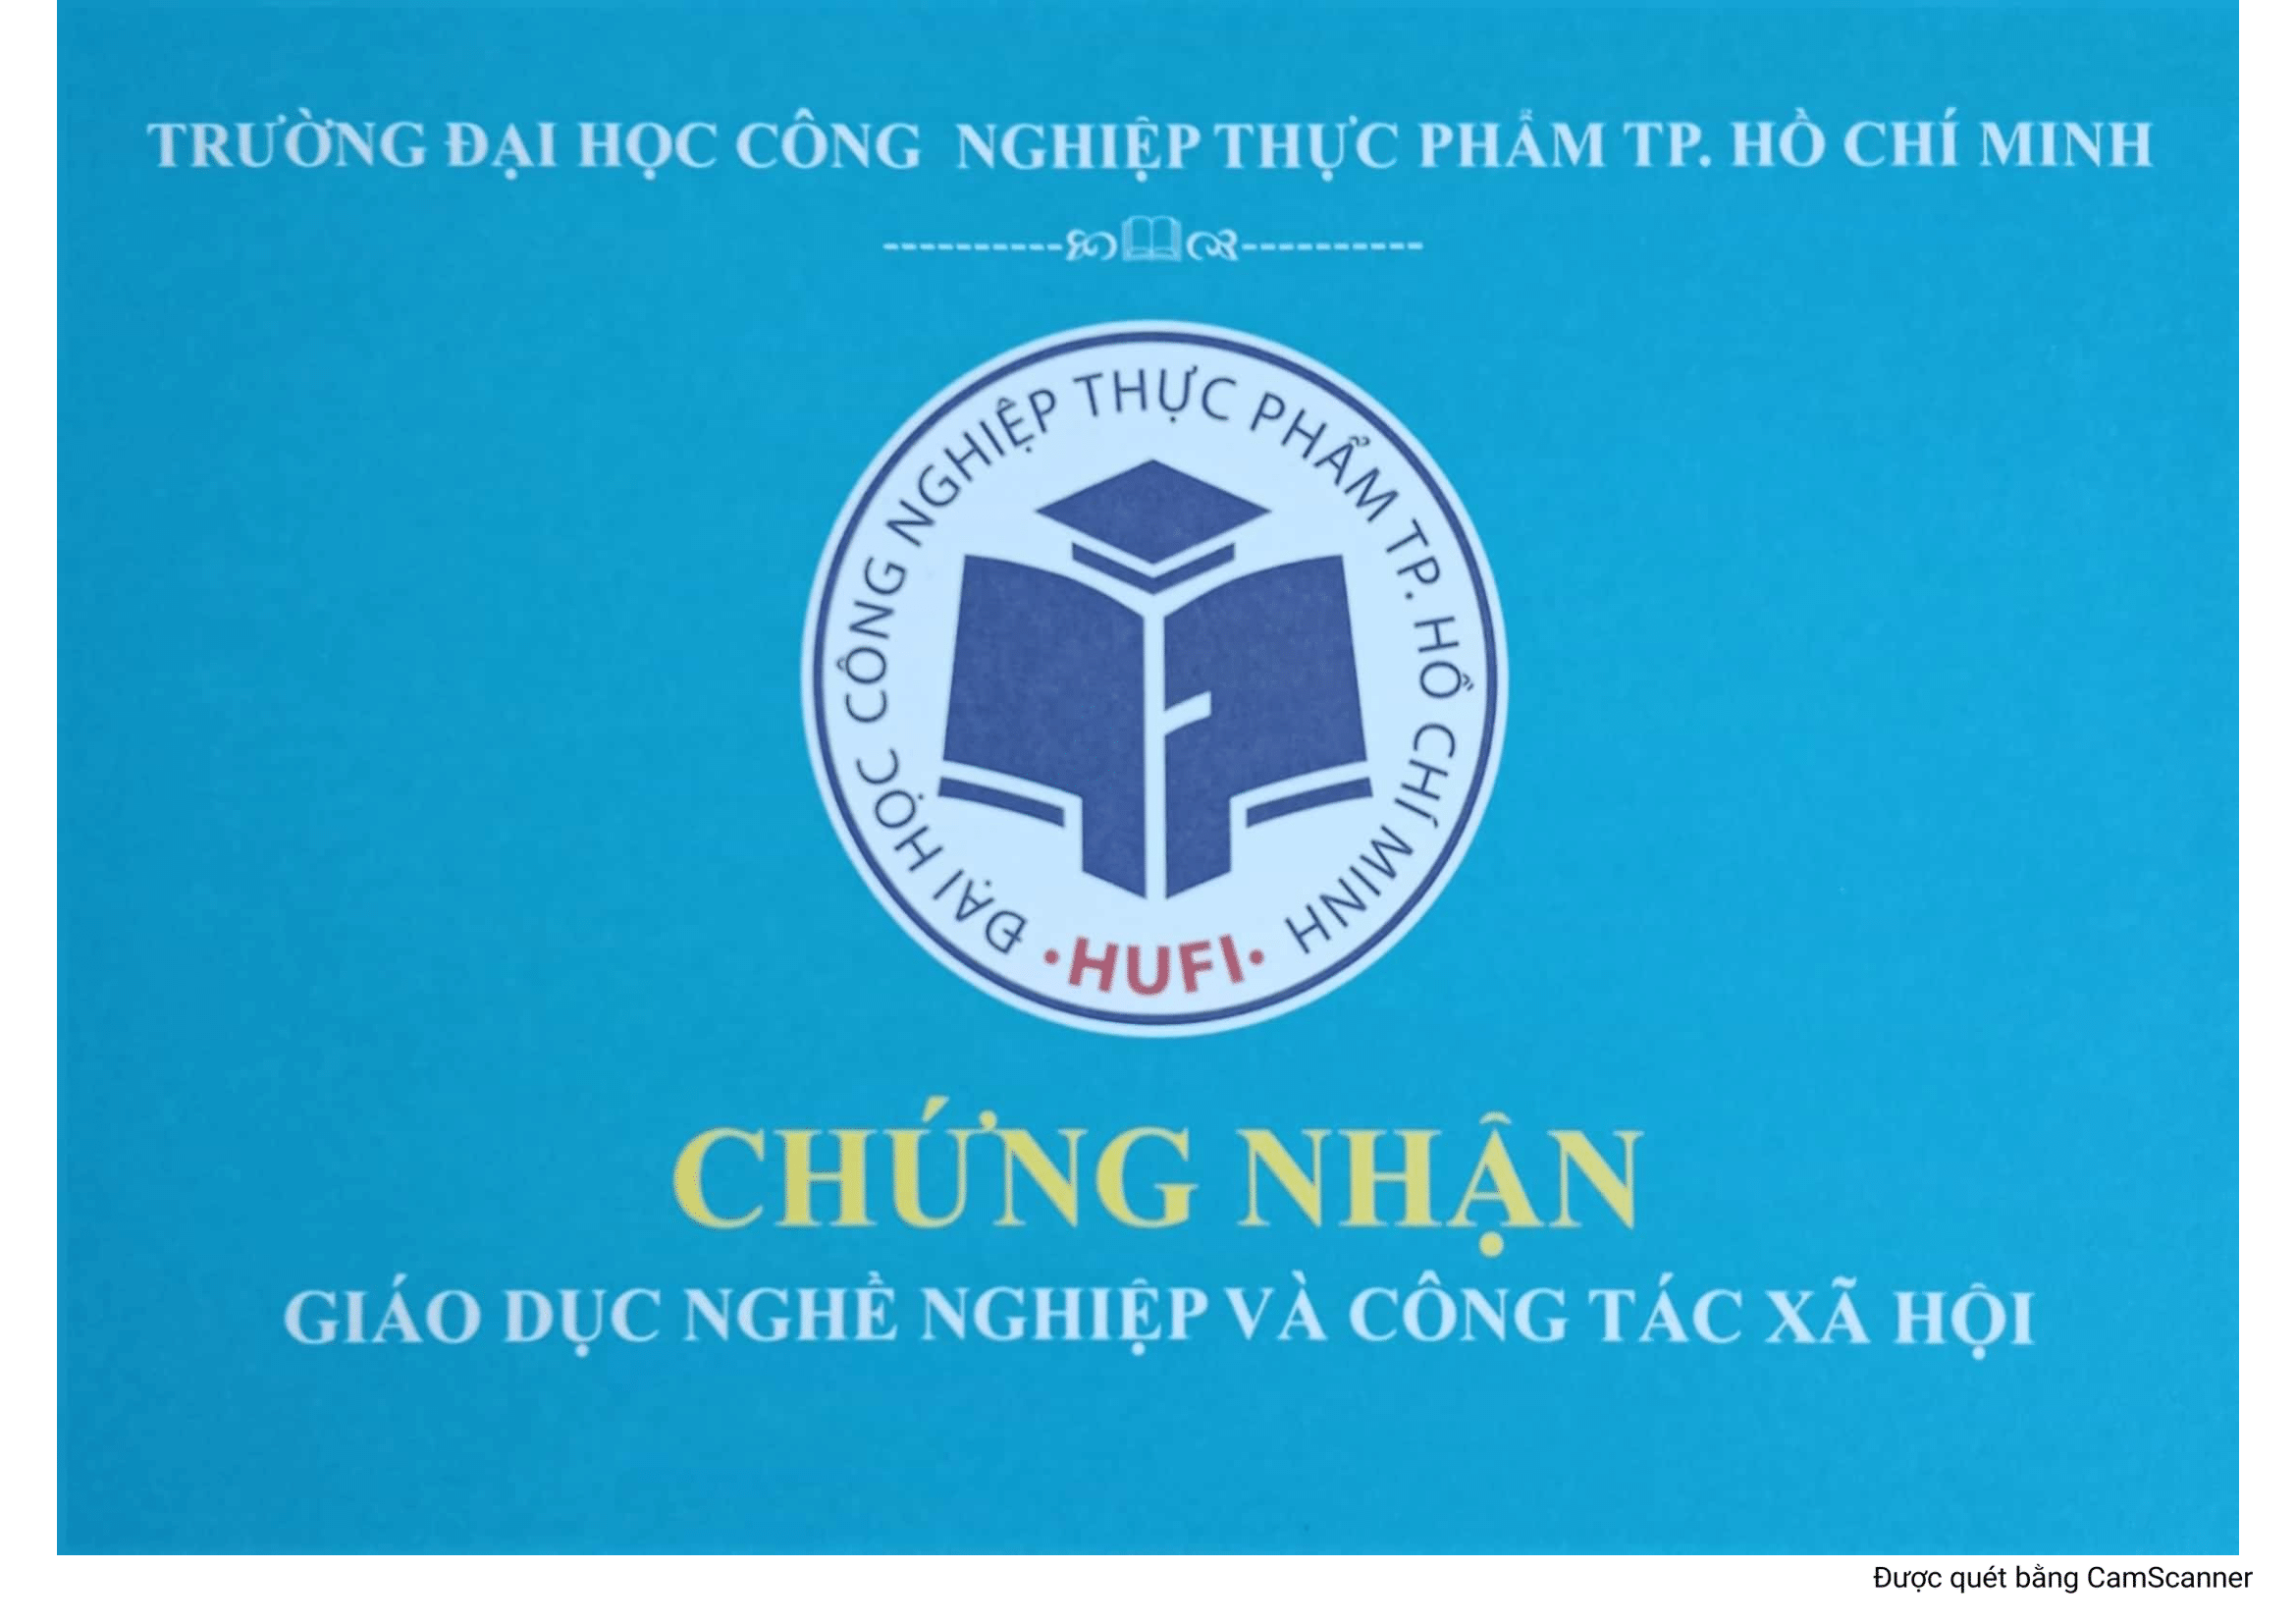 TRƯỜNG ĐẠI HỌC CÔNG NGHIỆP THỰC PHẨM TP. HỒ CHÍ MINH
ĐẠI HỌC CÔNG NGHIỆP THỰC PHẨM TP. HỒ CHÍ MINH
•HUFI•
CHỨNG NHẬN
GIÁO DỤC NGHỀ NGHIỆP VÀ CÔNG TÁC XÃ HỘI
Được quét bằng CamScanner